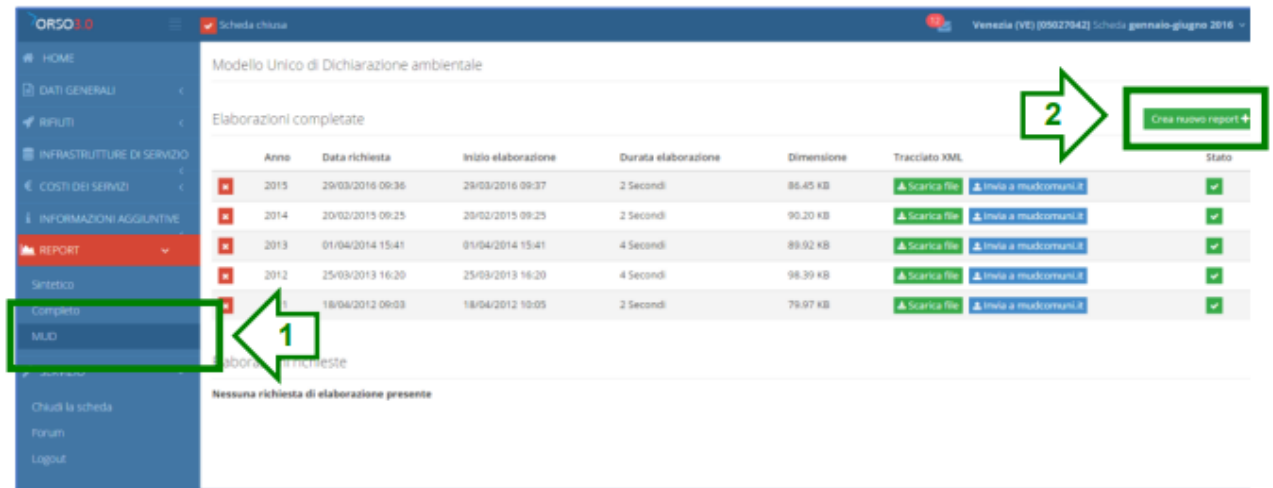 ORSO3.0
Scheda chiusa
12
Venezia (VE) [05027042] Scheda gennaio-giugno 2016
HOME
DATI GENERALI
RIFIUTI
INFRASTRUTTURE DI SERVIZIO
COSTI DEI SERVIZI
INFORMAZIONI AGGIUNTIVE
REPORT
Sintetico
Completo
MUD
SERVIZIO
Chiudi la scheda
Forum
Logout
Modello Unico di Dichiarazione ambientale
Elaborazioni completate
2
Crea nuovo report +
Anno Data richiesta Inizio elaborazione Durata elaborazione Dimensione Tracciato XML Stato
2015 29/03/2016 09:36 29/03/2016 09:37 2 Secondi 86.45 KB Scarica file Invia a mudcomuni.it
2014 20/02/2015 09:25 20/02/2015 09:25 2 Secondi 90.20 KB Scarica file Invia a mudcomuni.it
2013 01/04/2014 15:41 01/04/2014 15:41 4 Secondi 89.92 KB Scarica file Invia a mudcomuni.it
2012 25/03/2013 16:20 25/03/2013 16:20 4 Secondi 98.39 KB Scarica file Invia a mudcomuni.it
18/04/2012 09:03 18/04/2012 10:05 2 Secondi 79.97 KB Scarica file Invia a mudcomuni.it
1
Nessuna richiesta di elaborazione presente